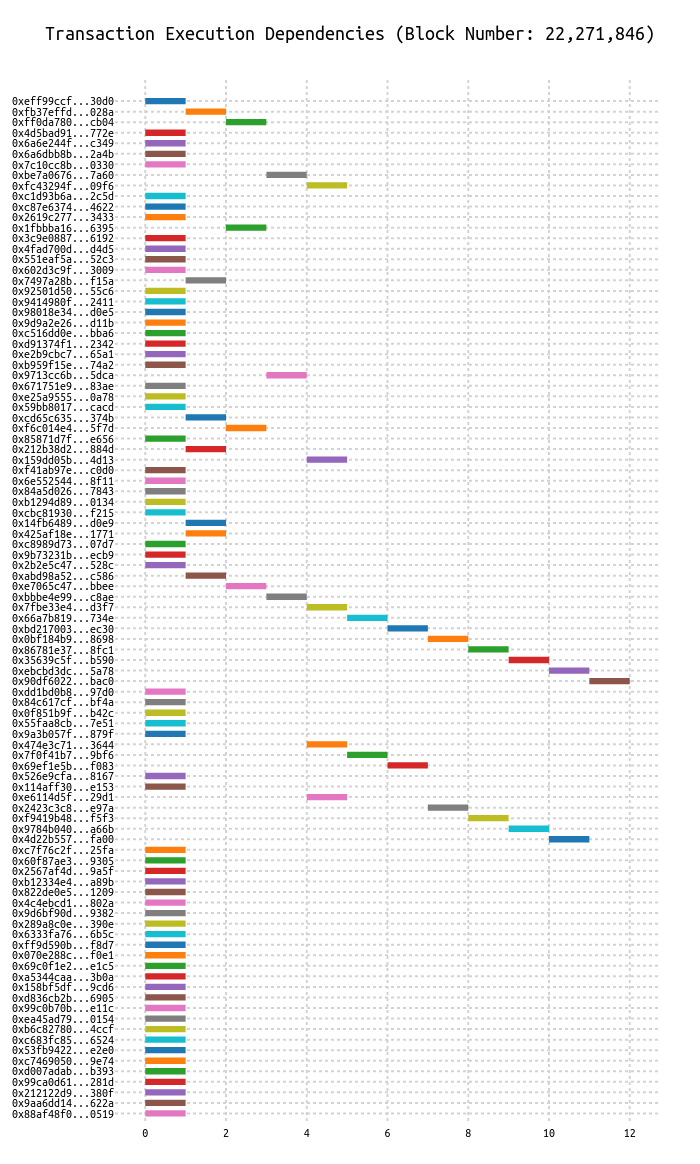 Transaction Execution Dependencies (Block Number: 22,271,846)
0xeff99ccf...30d0
0xfb37effd...028a
0xff0da780...cb04
0x4d5bad91...772e
0x6a6e244f...c349
0x6a6dbb8b...2a4b
0x7c10cc8b...0330
0xbe7a0676...7a60
0xfc43294f...09f6
0xc1d93b6a...2c5d
0xc87e6374...4622
0x2619c277...3433
0x1fbbba16...6395
0x3c9e0887...6192
0x4fad700d...d4d5
0x551eaf5a...52c3
0x602d3c9f...3009
0x7497a28b...f15a
0x92501d50...55c6
0x9414980f...2411
0x98018e34...d0e5
0x9d9a2e26...d11b
0xc516dd0e...bba6
0xd91374f1...2342
0xe2b9cbc7...65a1
0xb959f15e...74a2
0x9713cc6b...5dca
0x671751e9...83ae
0xe25a9555...0a78
0x59bb8017...cacd
0xcd65c635...374b
0xf6c014e4...5f7d
0x85871d7f...e656
0x212b38d2...884d
0x159dd05b...4d13
0xf41ab97e...c0d0
0x6e552544...8f11
0x84a5d026...7843
0xb1294d89...0134
0xcbc81930...f215
0x14fb6489...d0e9
0x425af18e...1771
0xc8989d73...07d7
0x9b73231b...ecb9
0x2b2e5c47...528c
0xabd98a52...c586
0xe7065c47...bbee
0xbbbe4e99...c8ae
0x7fbe33e4...d3f7
0x66a7b819...734e
0xbd217003...ec30
0x0bf184b9...8698
0x86781e37...8fc1
0x35639c5f...b590
0xebcbd3dc...5a78
0x90df6022...bac0
0xdd1bd0b8...97d0
0x84c617cf...bf4a
0x0f851b9f...b42c
0x55faa8cb...7e51
0x9a3b057f...879f
0x474e3c71...3644
0x7f0f41b7...9bf6
0x69ef1e5b...f083
0x526e9cfa...8167
0x114aff30...e153
0xe6114d5f...29d1
0x2423c3c8...e97a
0xf9419b48...f5f3
0x9784b040...a66b
0x4d22b557...fa00
0xc7f76c2f...25fa
0x60f87ae3...9305
0x2567af4d...9a5f
0xb12334e4...a89b
0x822de0e5...1209
0x4c4ebcd1...802a
0x9d6bf90d...9382
0x289a8c0e...390e
0x6333fa76...6b5c
0xff9d590b...f8d7
0x070e288c...f0e1
0x69c0f1e2...e1c5
0xa5344caa...3b0a
0x158bf5df...9cd6
0xd836cb2b...6905
0x99c0b70b...e11c
0xea45ad79...0154
0xb6c82780...4ccf
0xc683fc85...6524
0x53fb9422...e2e0
0xc7469050...9e74
0xd007adab...b393
0x99ca0d61...281d
0x212122d9...380f
0x9aa6dd14...622a
0x88af48f0...0519
0 2 4 6 8 10 12